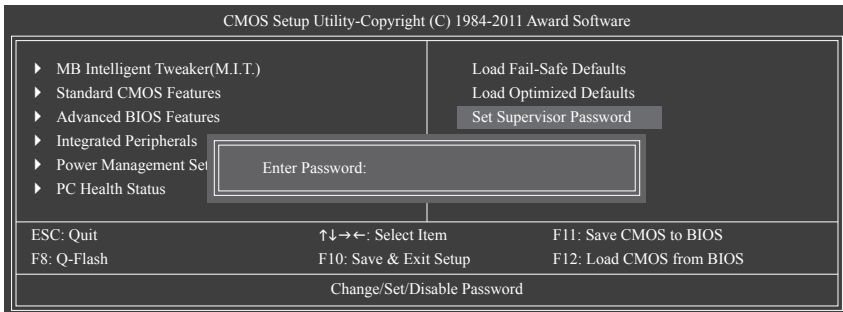 CMOS Setup Utility-Copyright (C) 1984-2011 Award Software
MB Intelligent Tweaker(M.I.T.)
Standard CMOS Features
Advanced BIOS Features
Integrated Peripherals
Power Management Set
PC Health Status
Load Fail-Safe Defaults
Load Optimized Defaults
Set Supervisor Password
Enter Password:
ESC: Quit
↑↓→←: Select Item
F11: Save CMOS to BIOS
F8: Q-Flash
F10: Save & Exit Setup
F12: Load CMOS from BIOS
Change/Set/Disable Password